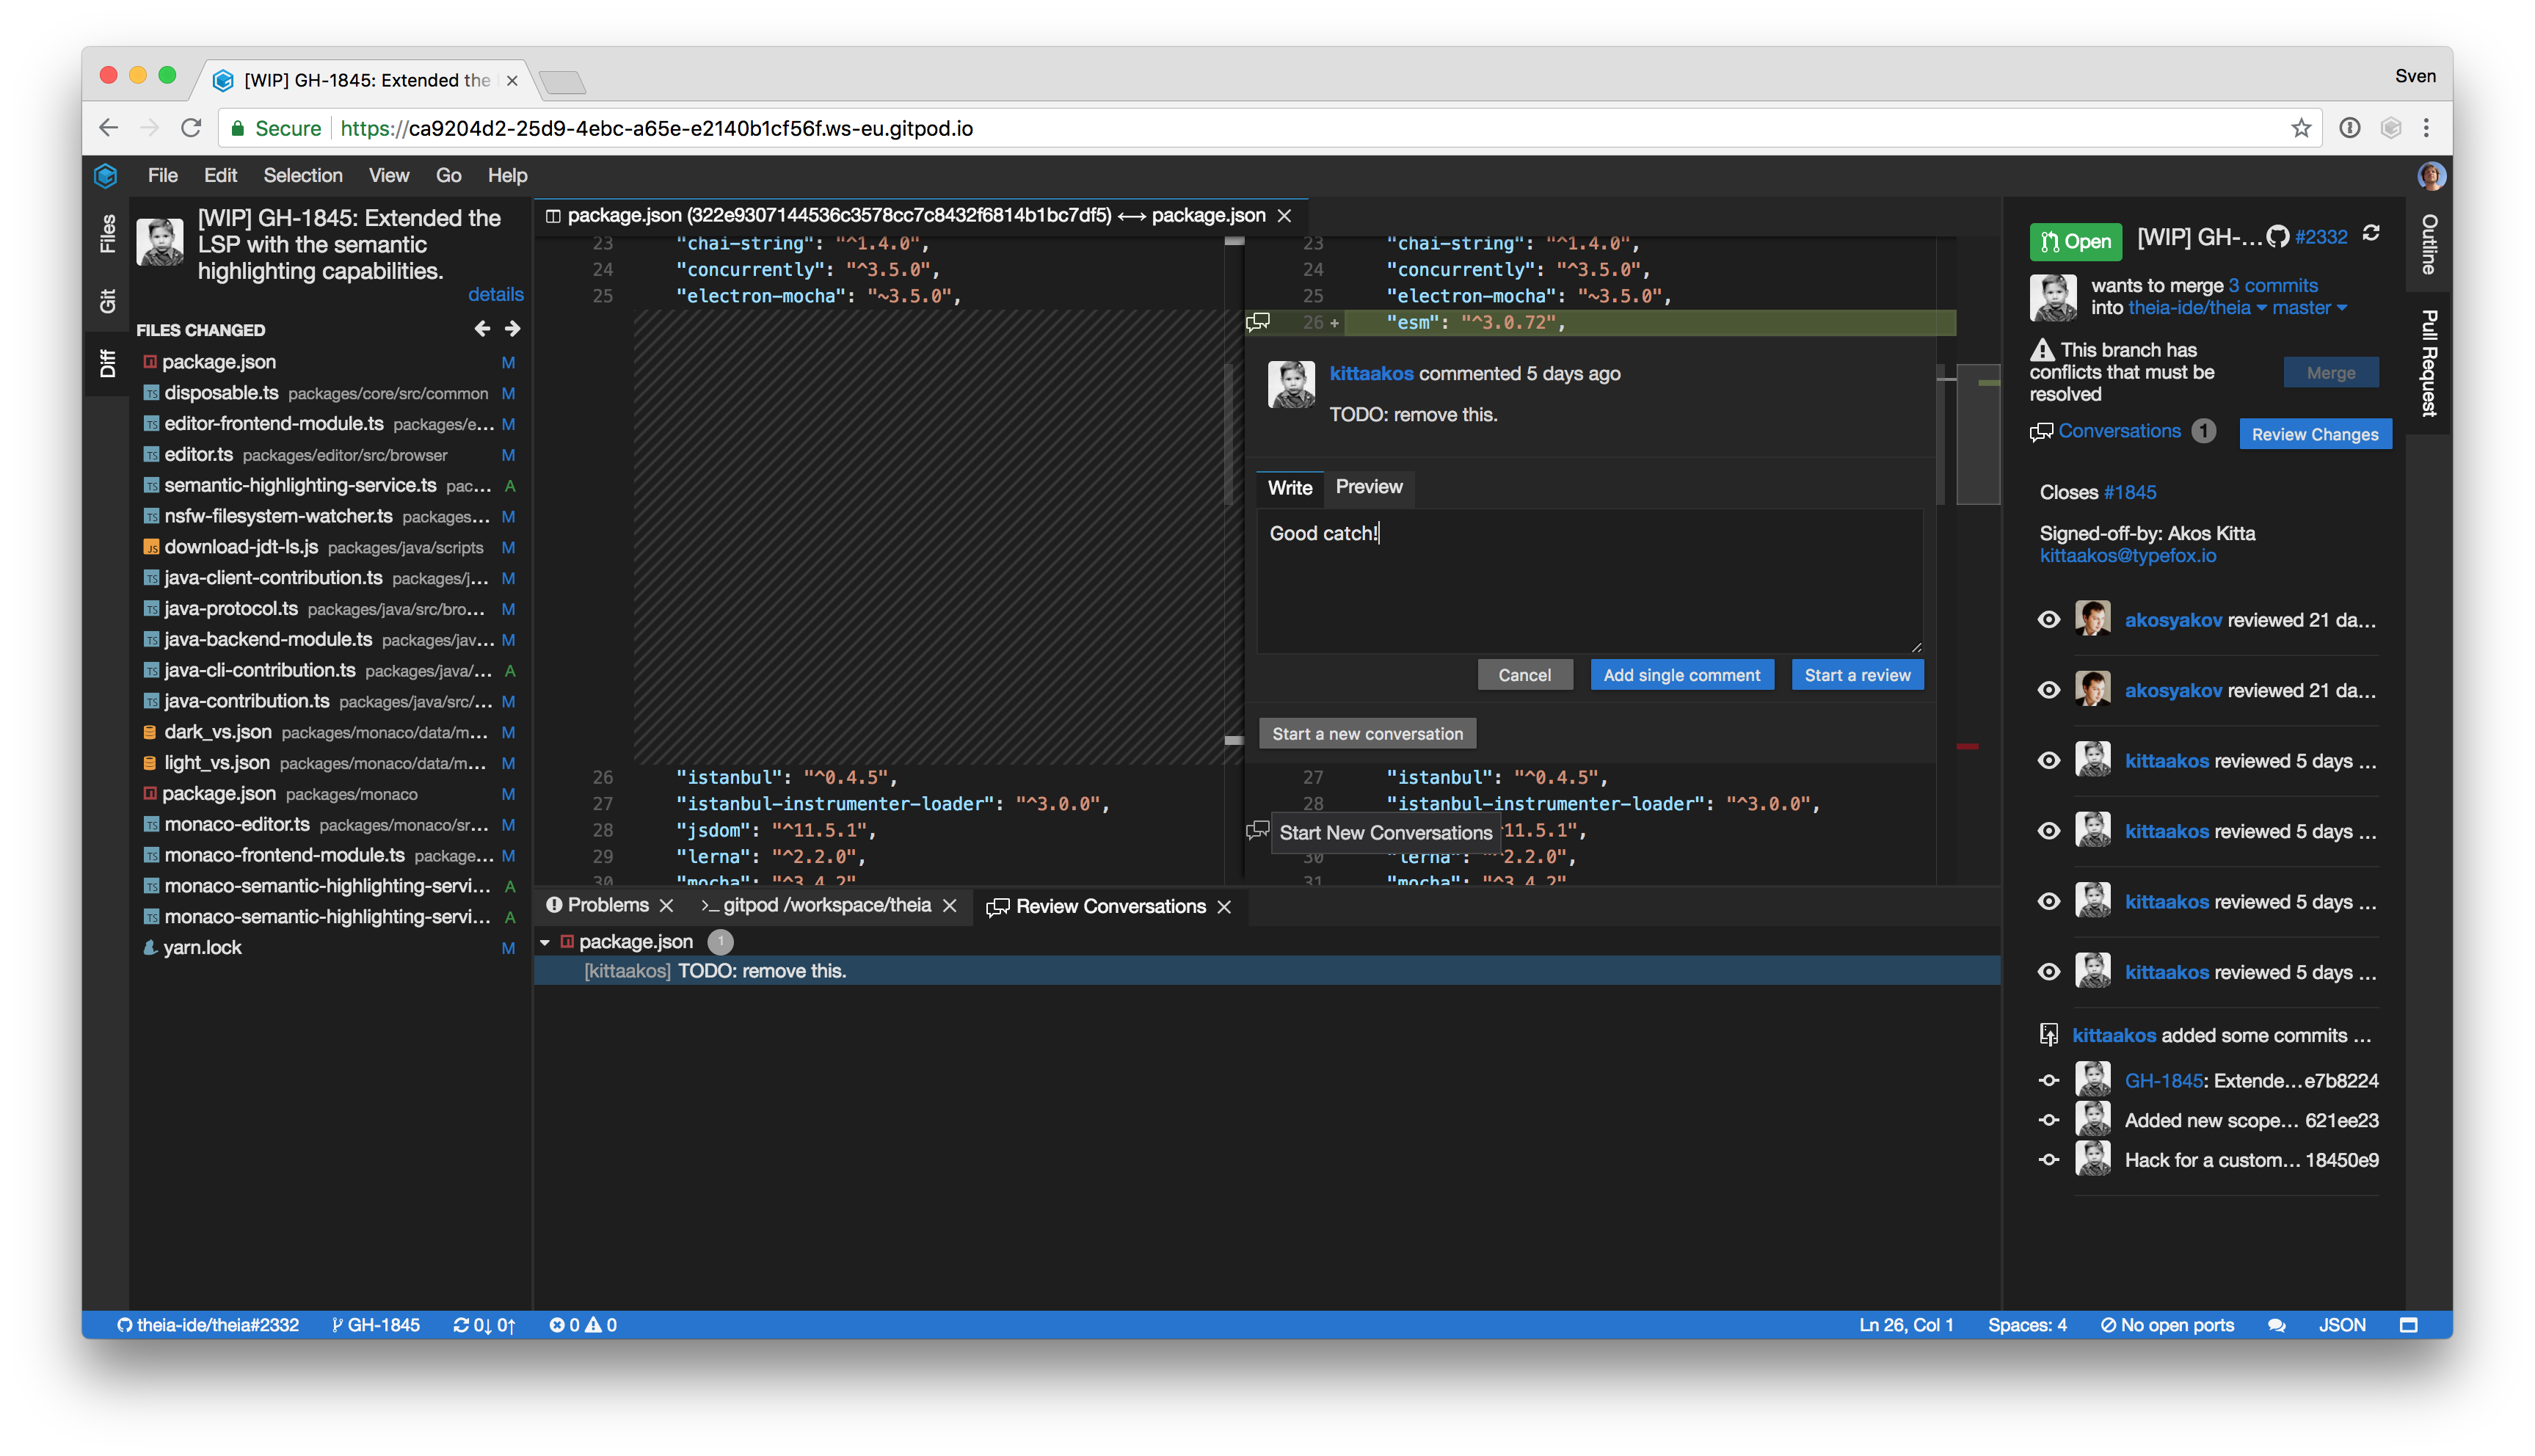 [WIP] GH-1845: Extended the
Sven
Secure
https://ca9204d2-25d9-4ebc-a65e-e2140b1cf56f.ws-eu.gitpod.io
File Edit Selection View Go Help
Files
Git
Diff
[WIP] GH-1845: Extended the
LSP with the semantic
highlighting capabilities.
details
FILES CHANGED
package.json M
disposable.ts packages/core/src/common M
editor-frontend-module.ts packages/e... M
editor.ts packages/editor/src/browser M
semantic-highlighting-service.ts pac... A
nsfw-filesystem-watcher.ts packages... M
download-jdt-ls.js packages/java/scripts M
java-client-contribution.ts packages/j... M
java-protocol.ts packages/java/src/bro... M
java-backend-module.ts packages/jav... M
java-cli-contribution.ts packages/java/... A
java-contribution.ts packages/java/src/... M
dark_vs.json packages/monaco/data/m... M
light_vs.json packages/monaco/data/m... M
package.json packages/monaco M
monaco-editor.ts packages/monaco/sr... M
monaco-frontend-module.ts package... M
monaco-semantic-highlighting-servi... A
monaco-semantic-highlighting-servi... A
yarn.lock M
package.json (322e9307144536c3578cc7c8432f6814b1bc7df5) ⟷ package.json
23 "chai-string": "^1.4.0",
24 "concurrently": "^3.5.0",
25 "electron-mocha": "~3.5.0",
26 "istanbul": "^0.4.5",
27 "istanbul-instrumenter-loader": "^3.0.0",
28 "jsdom": "^11.5.1",
29 "lerna": "^2.2.0",
30 "mocha": "^3.4.2"
23 "chai-string": "^1.4.0",
24 "concurrently": "^3.5.0",
25 "electron-mocha": "~3.5.0",
26 + "esm": "^3.0.72",
kittaakos commented 5 days ago
TODO: remove this.
Write Preview
Good catch!
Cancel Add single comment Start a review
Start a new conversation
27 "istanbul": "^0.4.5",
28 "istanbul-instrumenter-loader": "^3.0.0",
Start New Conversations
11.5.1",
30 "lerna": "^2.2.0",
31 "mocha": "^3.4.2"
Problems
>_ gitpod /workspace/theia
Review Conversations
package.json 1
[kittaakos] TODO: remove this.
Open [WIP] GH-... #2332
wants to merge 3 commits
into theia-ide/theia master
This branch has
conflicts that must be
resolved
Merge
Conversations 1
Review Changes
Closes #1845
Signed-off-by: Akos Kitta
kittaakos@typefox.io
akosyakov reviewed 21 da...
akosyakov reviewed 21 da...
kittaakos reviewed 5 days ...
kittaakos reviewed 5 days ...
kittaakos reviewed 5 days ...
kittaakos reviewed 5 days ...
kittaakos added some commits ...
GH-1845: Extende... e7b8224
Added new scope... 621ee23
Hack for a custom... 18450e9
Outline
Pull Request
theia-ide/theia#2332 GH-1845 0↓ 0↑ 0 0
Ln 26, Col 1 Spaces: 4 No open ports JSON